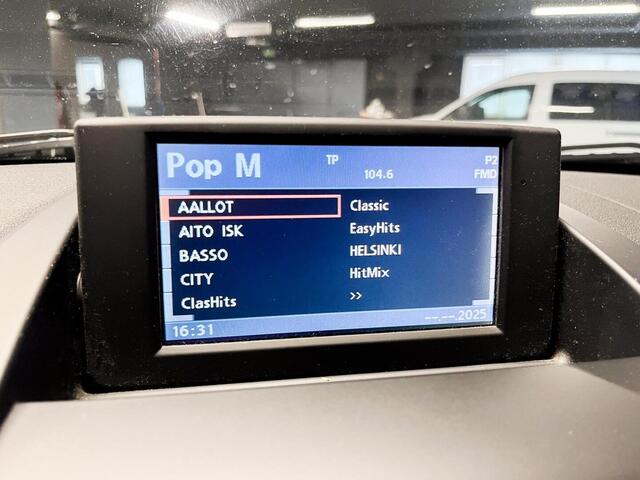 Pop M TP 104.6 P2 FMD
AALLOT Classic
AITO ISK EasyHits
BASSO HELSINKI
CITY HitMix
ClasHits >>
16:31 --.--.2025